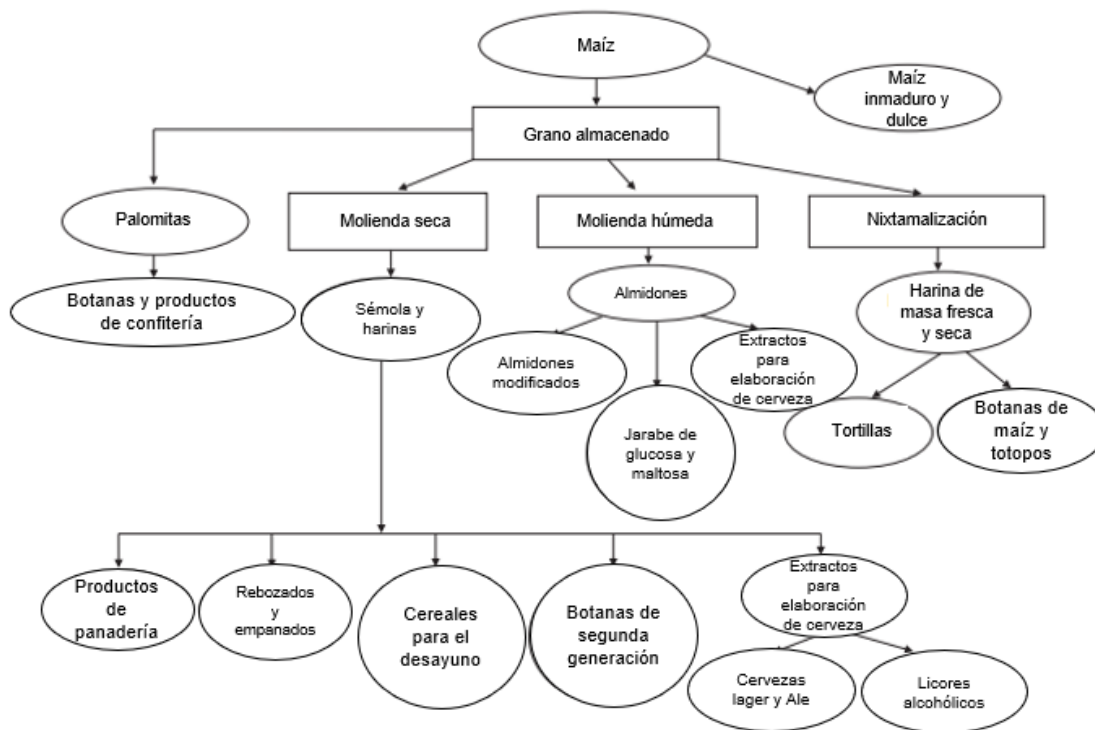 Maíz
Maíz
inmaduro y
dulce
Grano almacenado
Palomitas
Molienda seca
Molienda húmeda
Nixtamalización
Botanas y productos
de confitería
Sémola y
harinas
Almidones
Harina de
masa fresca
y seca
Almidones
modificados
Extractos
para
elaboración
de cerveza
Jarabe de
glucosa y
maltosa
Tortillas
Botanas de
maíz y
totopos
Productos
de
panadería
Rebozados
y
empanados
Cereales
para el
desayuno
Botanas de
segunda
generación
Extractos
para
elaboración
de cerveza
Cervezas
lager y Ale
Licores
alcohólicos